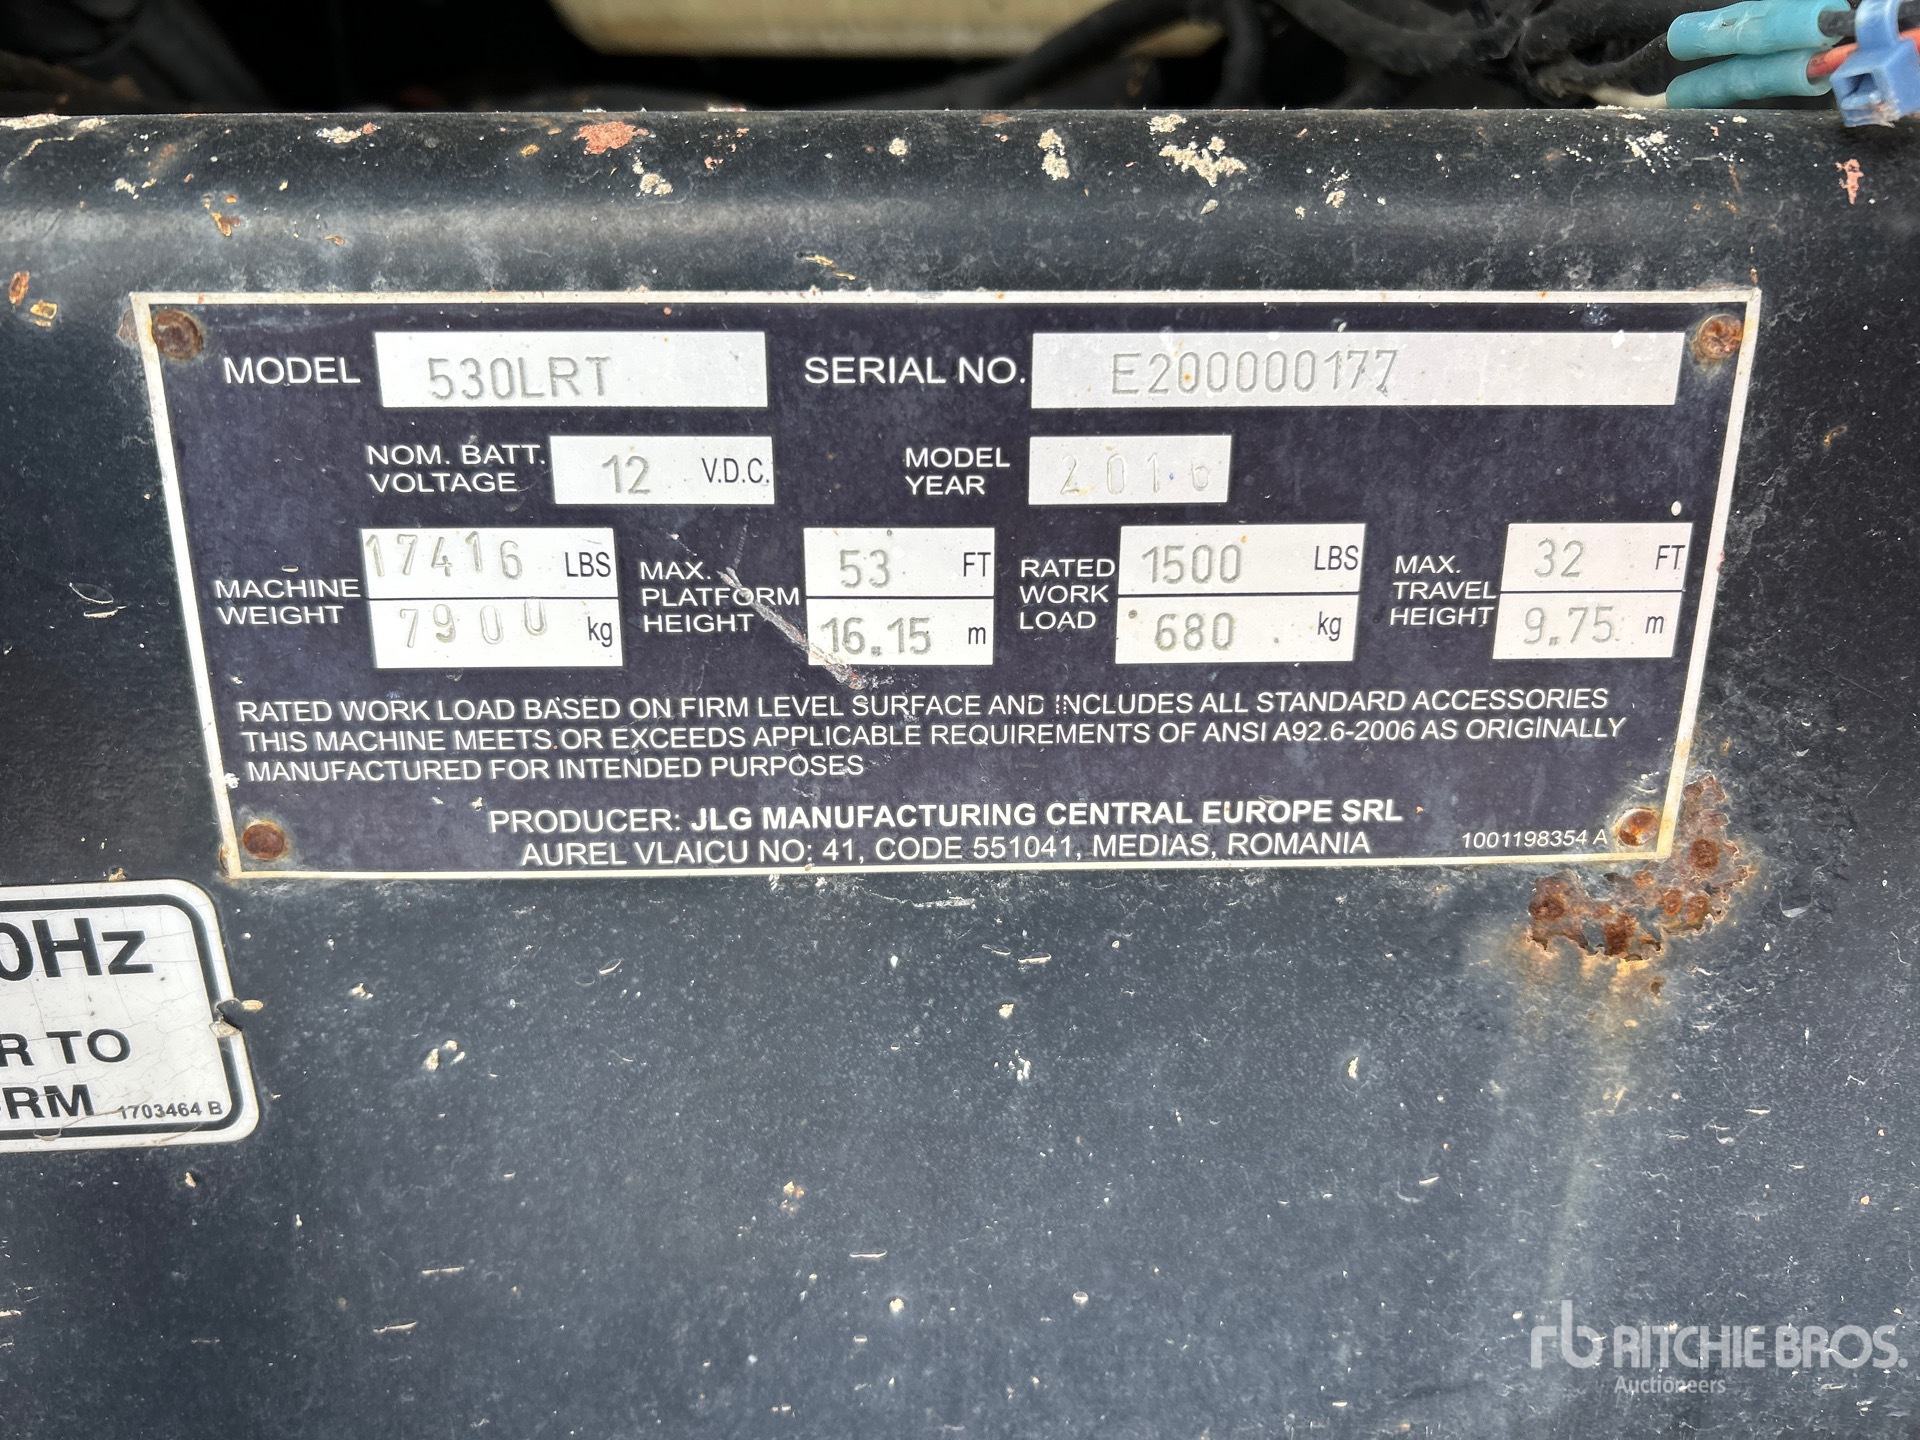 MODEL 530LRT SERIAL NO. E200000177
NOM. BATT. VOLTAGE 12 V.D.C. MODEL YEAR 2016
MACHINE WEIGHT 17416 LBS 7900 kg MAX. PLATFORM HEIGHT 53 FT 16.15 m RATED WORK LOAD 1500 LBS 680 kg MAX. TRAVEL HEIGHT 32 FT 9.75 m
RATED WORK LOAD BASED ON FIRM LEVEL SURFACE AND INCLUDES ALL STANDARD ACCESSORIES
THIS MACHINE MEETS OR EXCEEDS APPLICABLE REQUIREMENTS OF ANSI A92.6-2006 AS ORIGINALLY
MANUFACTURED FOR INTENDED PURPOSES
PRODUCER: JLG MANUFACTURING CENTRAL EUROPE SRL
AUREL VLAICU NO: 41, CODE 551041, MEDIAS, ROMANIA 1001198354 A
0Hz
R TO
RM 1703464 B
rb RITCHIE BROS.
Auctioneers